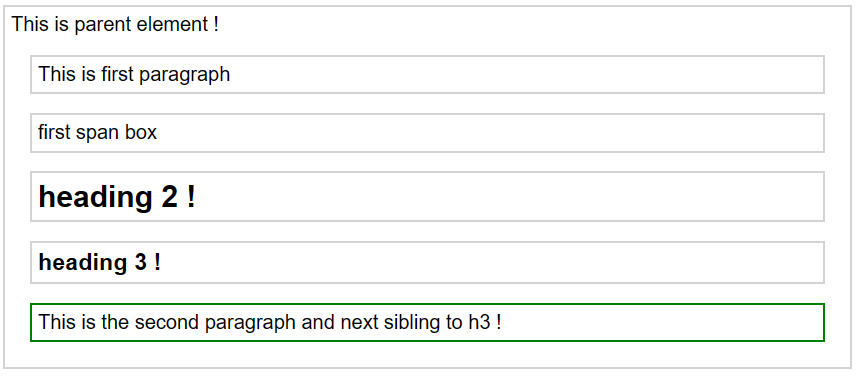 This is parent element !
This is first paragraph
first span box
heading 2 !
heading 3 !
This is the second paragraph and next sibling to h3 !